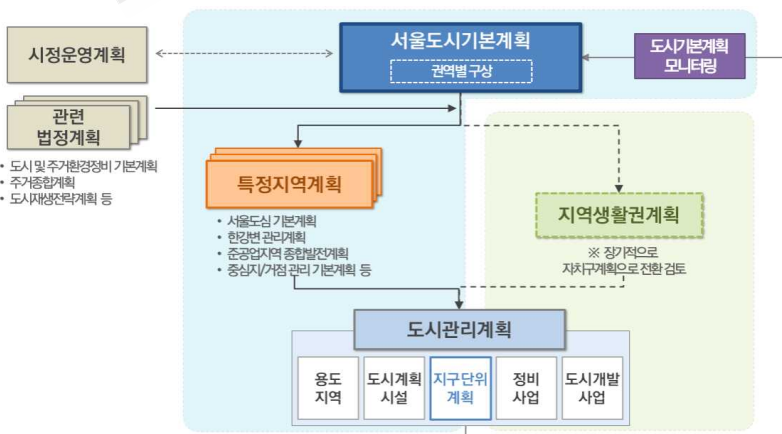 시정운영계획
서울도시기본계획
권역별 구상
도시기본계획
모니터링
관련
법정계획
• 도시 및 주거환경정비 기본계획
• 주거종합계획
• 도시재생전략계획 등
특정지역계획
• 서울도심 기본계획
• 한강변 관리계획
• 준공업지역 종합발전계획
• 중심지/거점 관리 기본계획 등
지역생활권계획
※ 장기적으로
자치구계획으로 전환 검토
도시관리계획
용도
지역
도시계획
시설
지구단위
계획
정비
사업
도시개발
사업